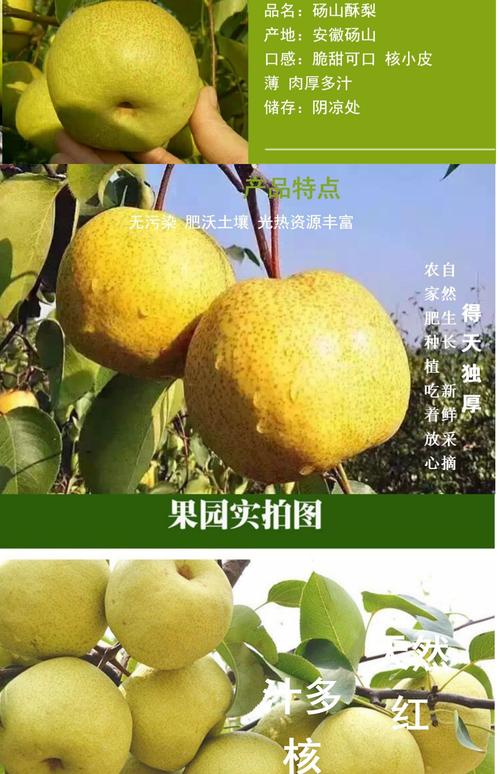 品名：砀山酥梨
产地：安徽砀山
口感：脆甜可口 核小皮
薄 肉厚多汁
储存：阴凉处
产品特点
无污染 肥沃土壤 光热资源丰富
得天独厚
自然生长 新鲜采摘
农家肥种植 吃着放心
果园实拍图
然
红
汁多
核